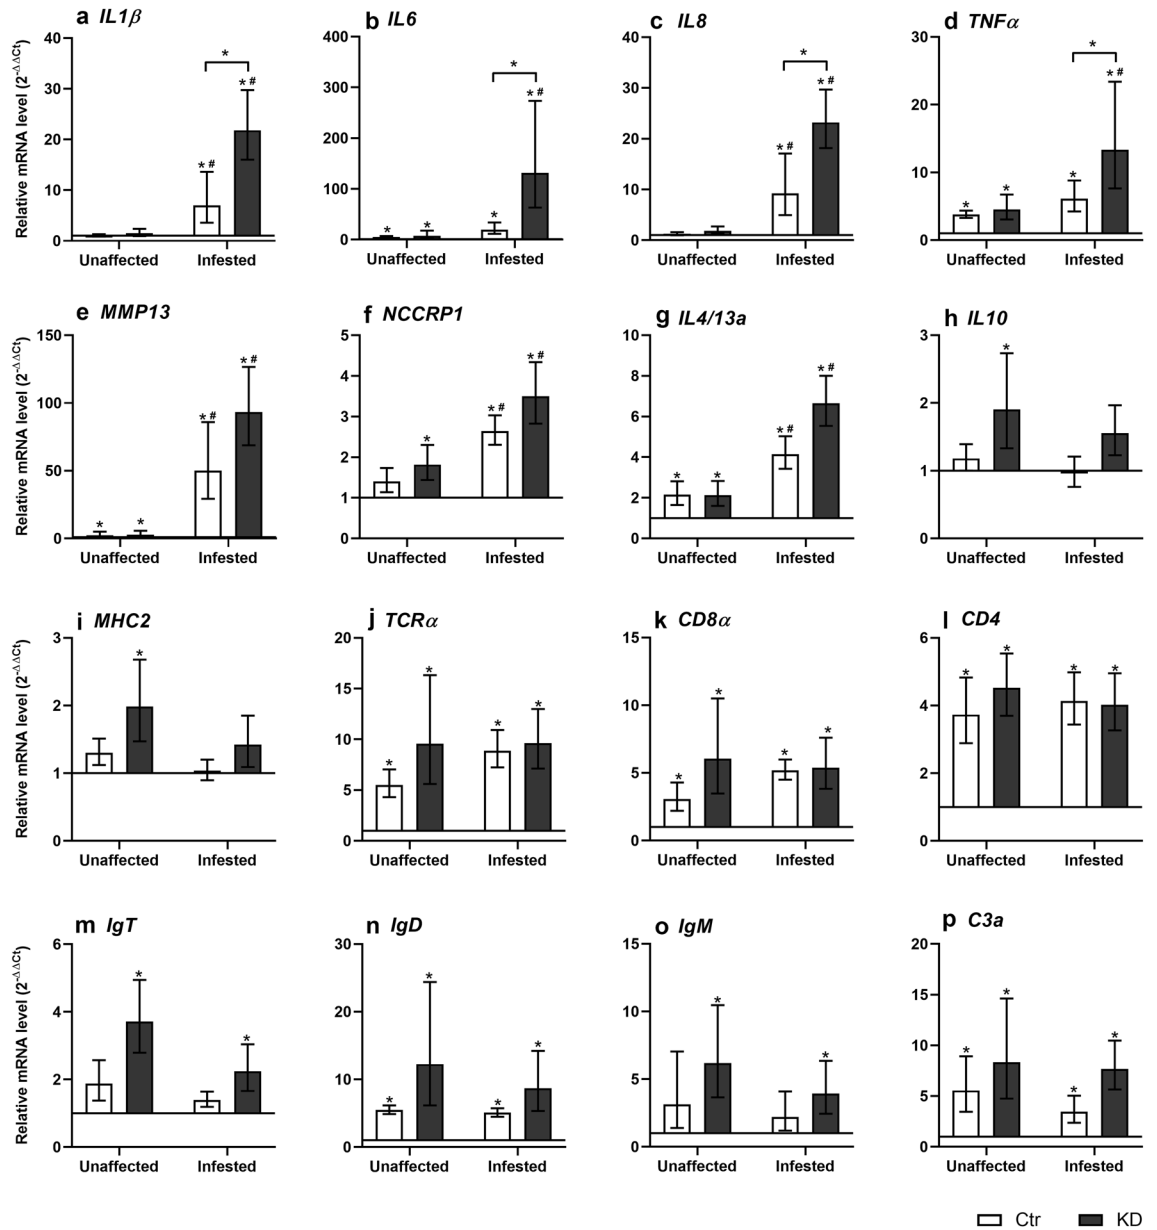 a IL1β b IL6 c IL8 d TNFα
Relative mRNA level (2^-ΔΔCt)
40 30 20 10 0
* # * # *
Unaffected Infested
400 300 200 100 0
* * * * # *
Unaffected Infested
40 30 20 10 0
* # * # *
Unaffected Infested
30 20 10 0
* * * * # *
Unaffected Infested
e MMP13 f NCCRP1 g IL4/13a h IL10
Relative mRNA level (2^-ΔΔCt)
150 100 50 0
* * * # * #
Unaffected Infested
5 4 3 2 1 0
* * # * #
Unaffected Infested
10 8 6 4 2 0
* * * # * #
Unaffected Infested
3 2 1 0
*
Unaffected Infested
i MHC2 j TCRα k CD8α l CD4
Relative mRNA level (2^-ΔΔCt)
3 2 1 0
*
Unaffected Infested
20 15 10 5 0
* * * *
Unaffected Infested
15 10 5 0
* * * *
Unaffected Infested
6 4 2 0
* * * *
Unaffected Infested
m IgT n IgD o IgM p C3a
Relative mRNA level (2^-ΔΔCt)
6 4 2 0
* *
Unaffected Infested
30 20 10 0
* * * *
Unaffected Infested
15 10 5 0
* *
Unaffected Infested
20 15 10 5 0
* * * *
Unaffected Infested
Ctr KD